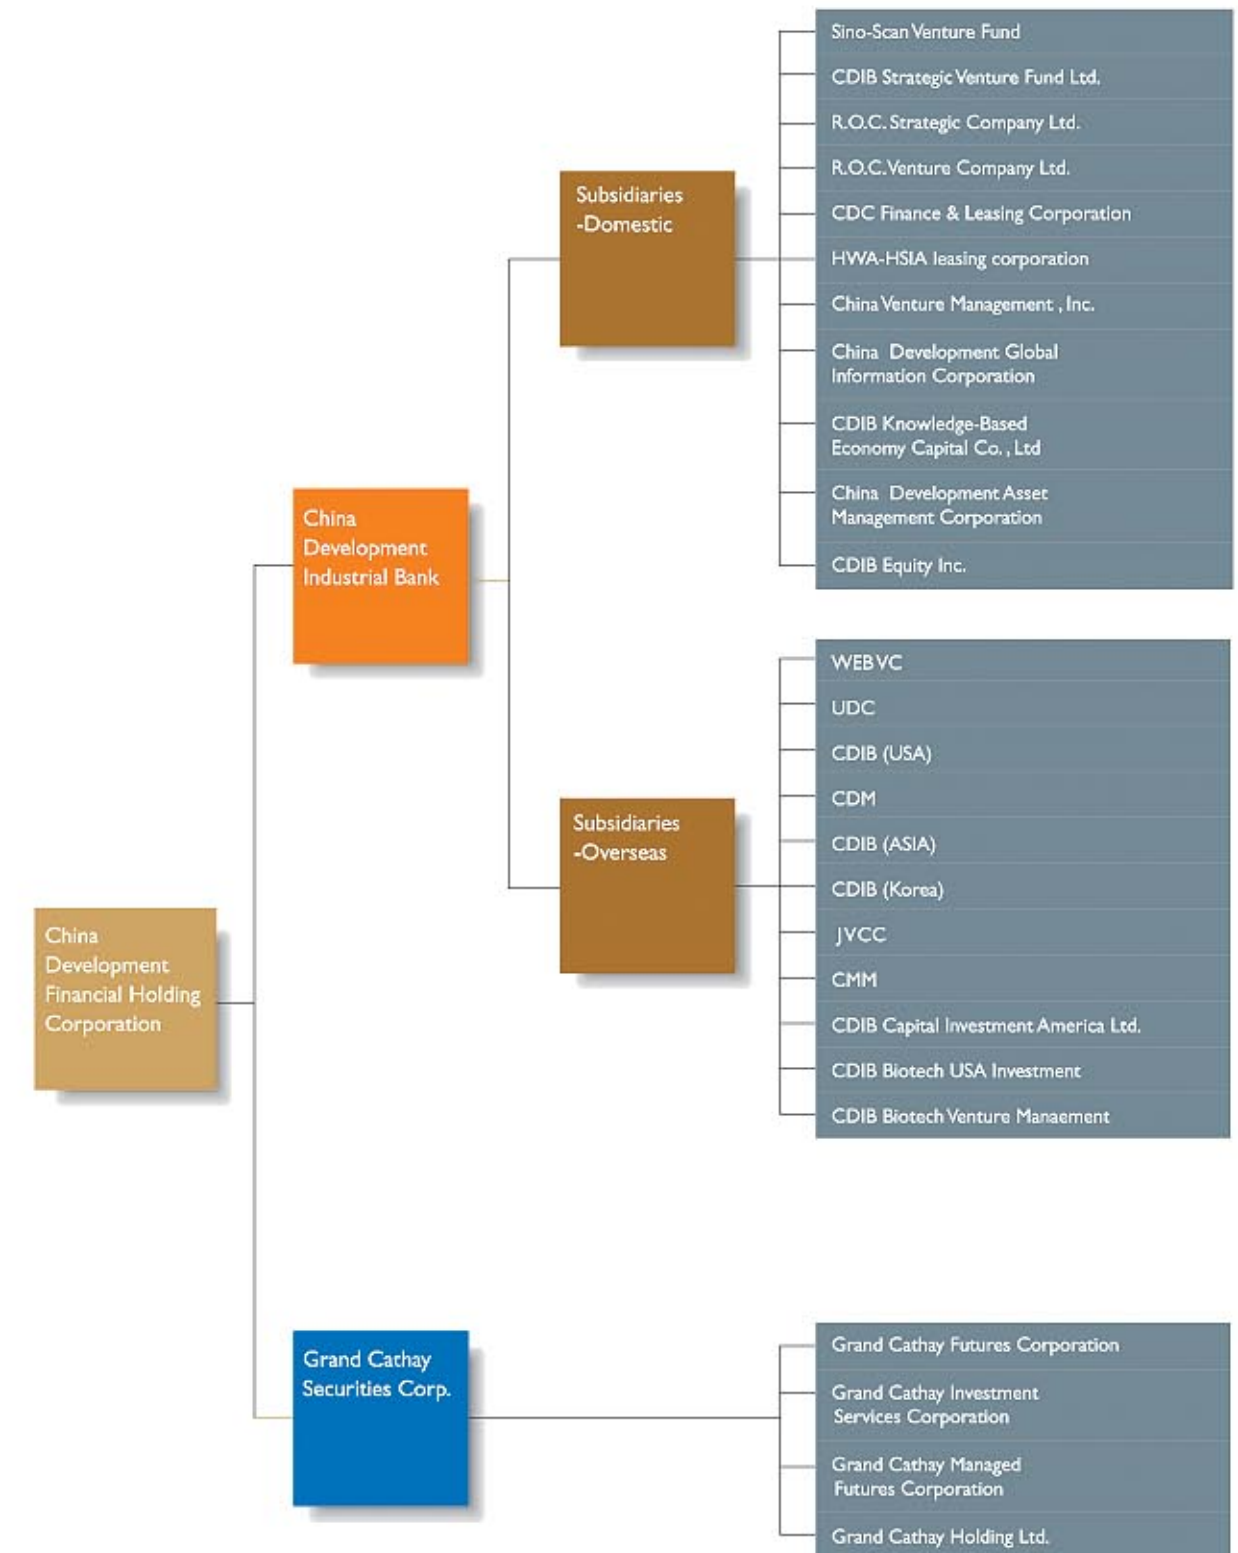 Sino-Scan Venture Fund
CDIB Strategic Venture Fund Ltd.
R.O.C. Strategic Company Ltd.
R.O.C. Venture Company Ltd.
CDC Finance & Leasing Corporation
HWA-HSIA leasing corporation
China Venture Management , Inc.
China Development Global
Information Corporation
CDIB Knowledge-Based
Economy Capital Co. , Ltd
China Development Asset
Management Corporation
CDIB Equity Inc.
Subsidiaries
-Domestic
China
Development
Industrial Bank
WEB VC
UDC
CDIB (USA)
CDM
CDIB (ASIA)
CDIB (Korea)
JVCC
CMM
CDIB Capital Investment America Ltd.
CDIB Biotech USA Investment
CDIB Biotech Venture Manaement
Subsidiaries
-Overseas
China
Development
Financial Holding
Corporation
Grand Cathay
Securities Corp.
Grand Cathay Futures Corporation
Grand Cathay Investment
Services Corporation
Grand Cathay Managed
Futures Corporation
Grand Cathay Holding Ltd.